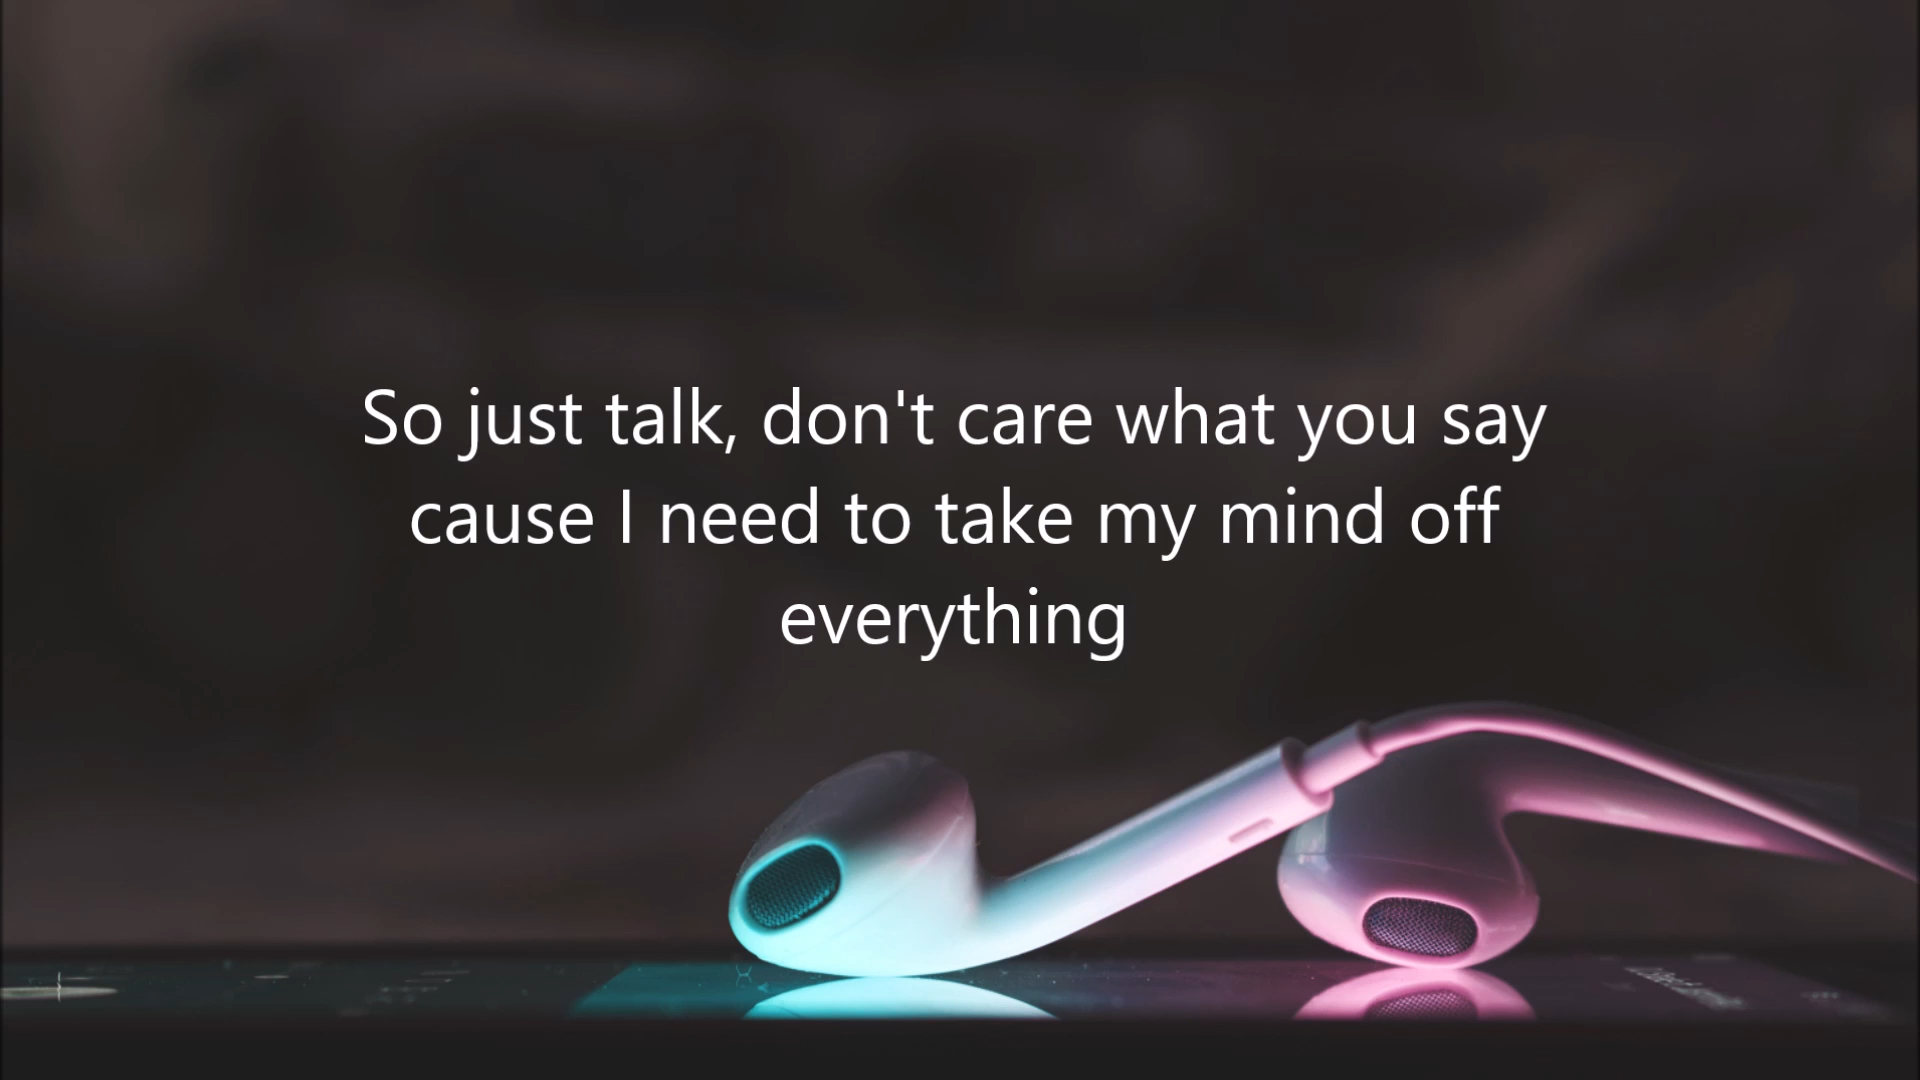 So just talk, don't care what you say
cause I need to take my mind off
everything